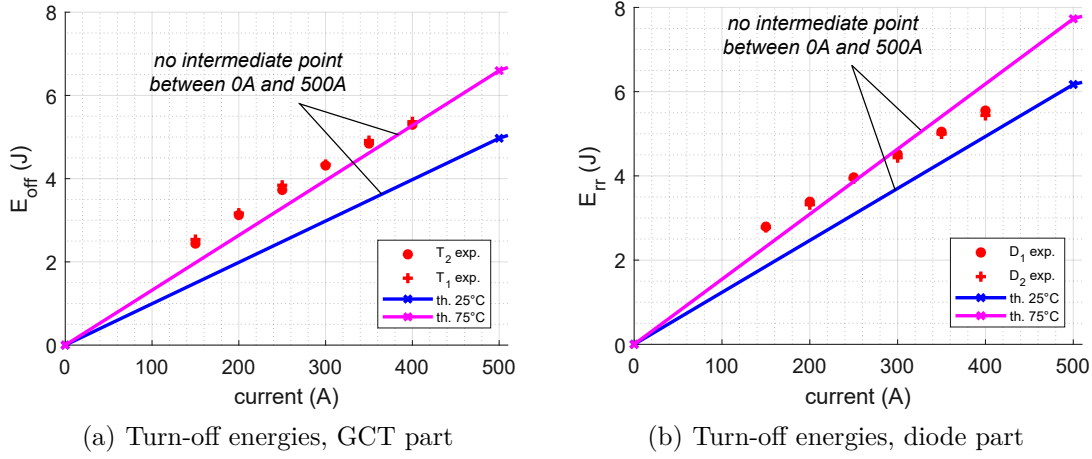 no intermediate point
between 0A and 500A
8
6
4
2
0
E_off (J)
0 100 200 300 400 500
current (A)
T_2 exp.
T_1 exp.
th. 25°C
th. 75°C
(a) Turn-off energies, GCT part
no intermediate point
between 0A and 500A
8
6
4
2
0
E_rr (J)
0 100 200 300 400 500
current (A)
D_1 exp.
D_2 exp.
th. 25°C
th. 75°C
(b) Turn-off energies, diode part